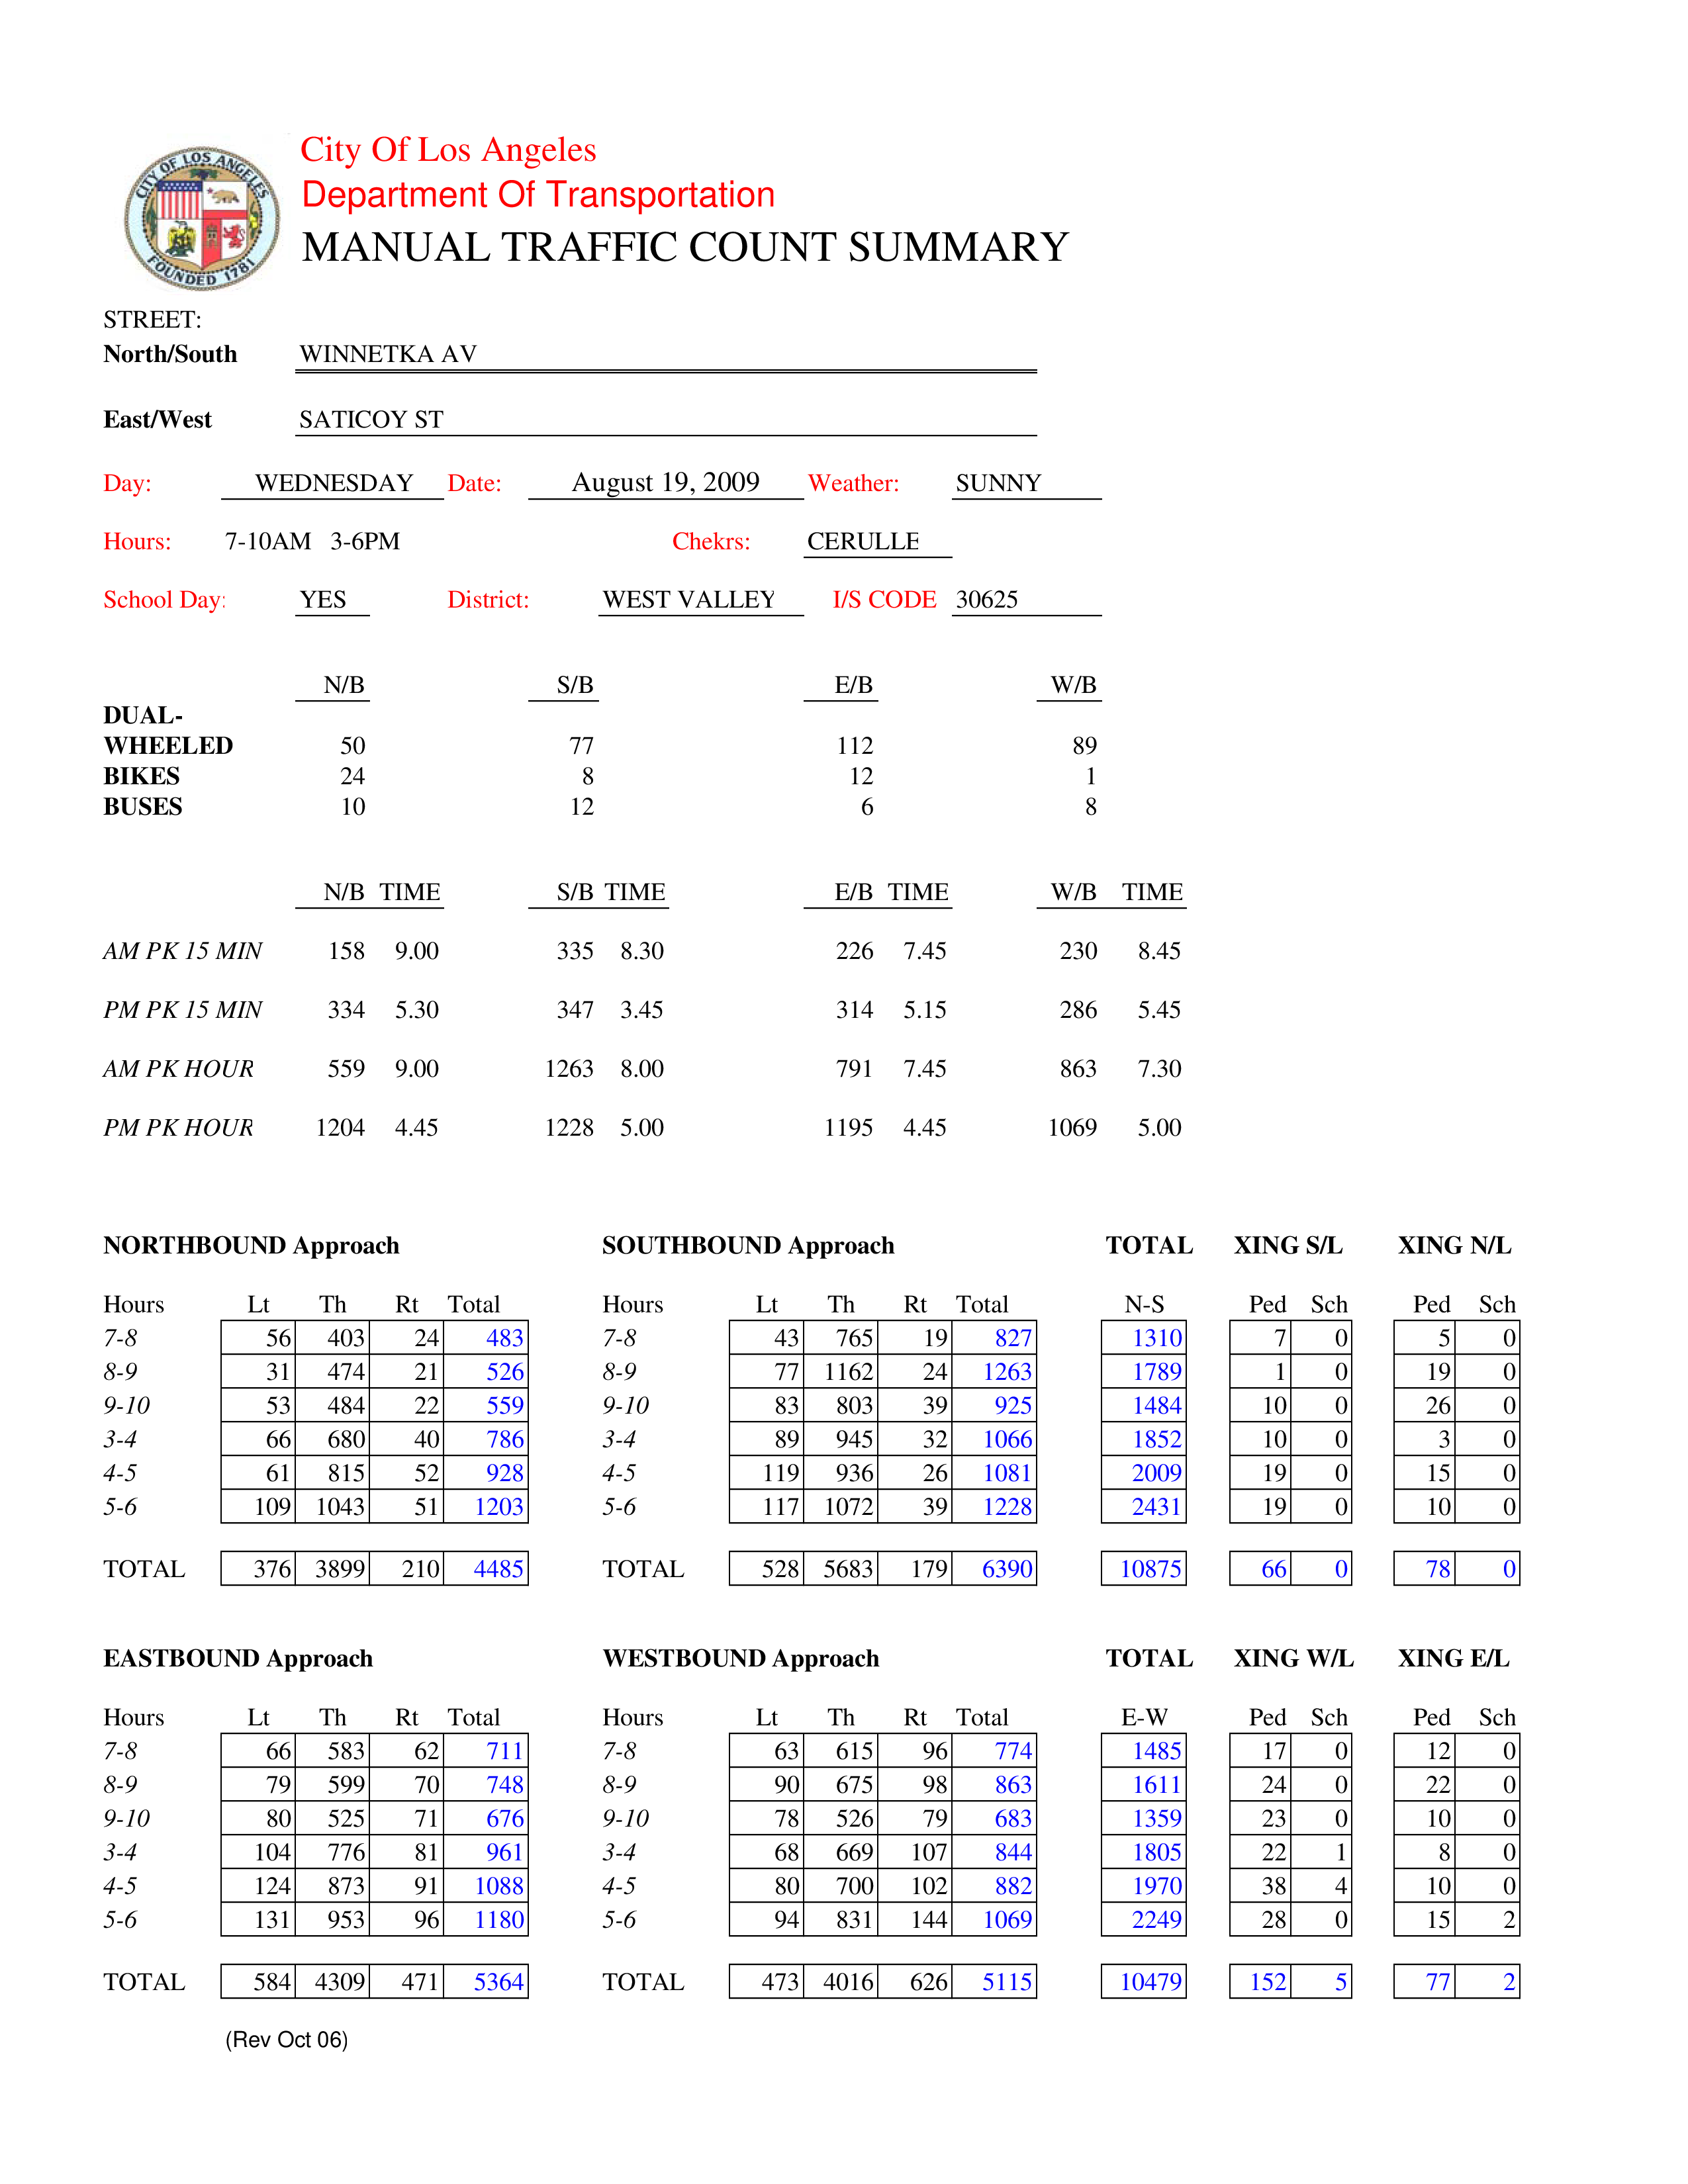 CITY OF LOS ANGELES
FOUNDED 1781
City Of Los Angeles
Department Of Transportation
MANUAL TRAFFIC COUNT SUMMARY
STREET:
North/South WINNETKA AV
East/West SATICOY ST
Day: WEDNESDAY Date: August 19, 2009 Weather: SUNNY
Hours: 7-10AM 3-6PM Chekrs: CERULLE
School Day: YES District: WEST VALLEY I/S CODE 30625
N/B S/B E/B W/B
DUAL-
WHEELED 50 77 112 89
BIKES 24 8 12 1
BUSES 10 12 6 8
N/B TIME S/B TIME E/B TIME W/B TIME
AM PK 15 MIN 158 9.00 335 8.30 226 7.45 230 8.45
PM PK 15 MIN 334 5.30 347 3.45 314 5.15 286 5.45
AM PK HOUR 559 9.00 1263 8.00 791 7.45 863 7.30
PM PK HOUR 1204 4.45 1228 5.00 1195 4.45 1069 5.00
NORTHBOUND Approach SOUTHBOUND Approach TOTAL XING S/L XING N/L
Hours Lt Th Rt Total Hours Lt Th Rt Total N-S Ped Sch Ped Sch
7-8 56 403 24 483 7-8 43 765 19 827 1310 7 0 5 0
8-9 31 474 21 526 8-9 77 1162 24 1263 1789 1 0 19 0
9-10 53 484 22 559 9-10 83 803 39 925 1484 10 0 26 0
3-4 66 680 40 786 3-4 89 945 32 1066 1852 10 0 3 0
4-5 61 815 52 928 4-5 119 936 26 1081 2009 19 0 15 0
5-6 109 1043 51 1203 5-6 117 1072 39 1228 2431 19 0 10 0
TOTAL 376 3899 210 4485 TOTAL 528 5683 179 6390 10875 66 0 78 0
EASTBOUND Approach WESTBOUND Approach TOTAL XING W/L XING E/L
Hours Lt Th Rt Total Hours Lt Th Rt Total E-W Ped Sch Ped Sch
7-8 66 583 62 711 7-8 63 615 96 774 1485 17 0 12 0
8-9 79 599 70 748 8-9 90 675 98 863 1611 24 0 22 0
9-10 80 525 71 676 9-10 78 526 79 683 1359 23 0 10 0
3-4 104 776 81 961 3-4 68 669 107 844 1805 22 1 8 0
4-5 124 873 91 1088 4-5 80 700 102 882 1970 38 4 10 0
5-6 131 953 96 1180 5-6 94 831 144 1069 2249 28 0 15 2
TOTAL 584 4309 471 5364 TOTAL 473 4016 626 5115 10479 152 5 77 2
(Rev Oct 06)